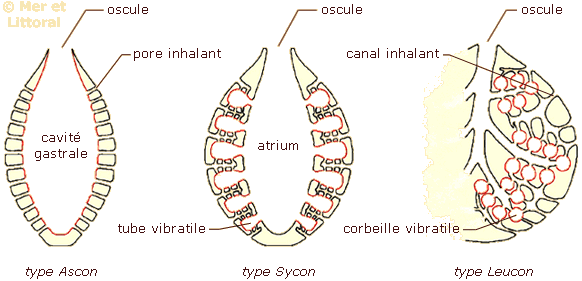 © Mer et
Littoral
oscule
oscule
oscule
pore inhalant
canal inhalant
cavité
gastrale
atrium
tube vibratile
corbeille vibratile
type Ascon
type Sycon
type Leucon